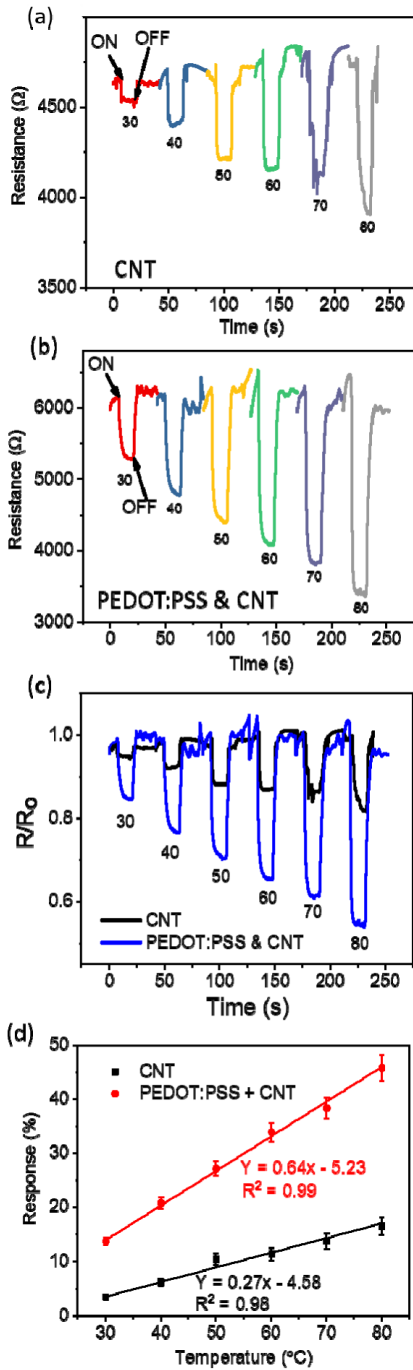 (a)
ON
OFF
Resistance (Ω)
4500
4000
3500
30
40
50
60
70
80
CNT
0 50 100 150 200 250
Time (s)
(b)
ON
OFF
Resistance (Ω)
6000
5000
4000
3000
30
40
50
60
70
80
PEDOT:PSS & CNT
0 50 100 150 200 250
Time (s)
(c)
R/R₀
1.0
0.8
0.6
30
40
50
60
70
80
CNT
PEDOT:PSS & CNT
0 50 100 150 200 250
Time (s)
(d)
Response (%)
50
40
30
20
10
0
CNT
PEDOT:PSS + CNT
Y = 0.64x - 5.23
R² = 0.99
Y = 0.27x - 4.58
R² = 0.98
30 40 50 60 70 80
Temperature (°C)